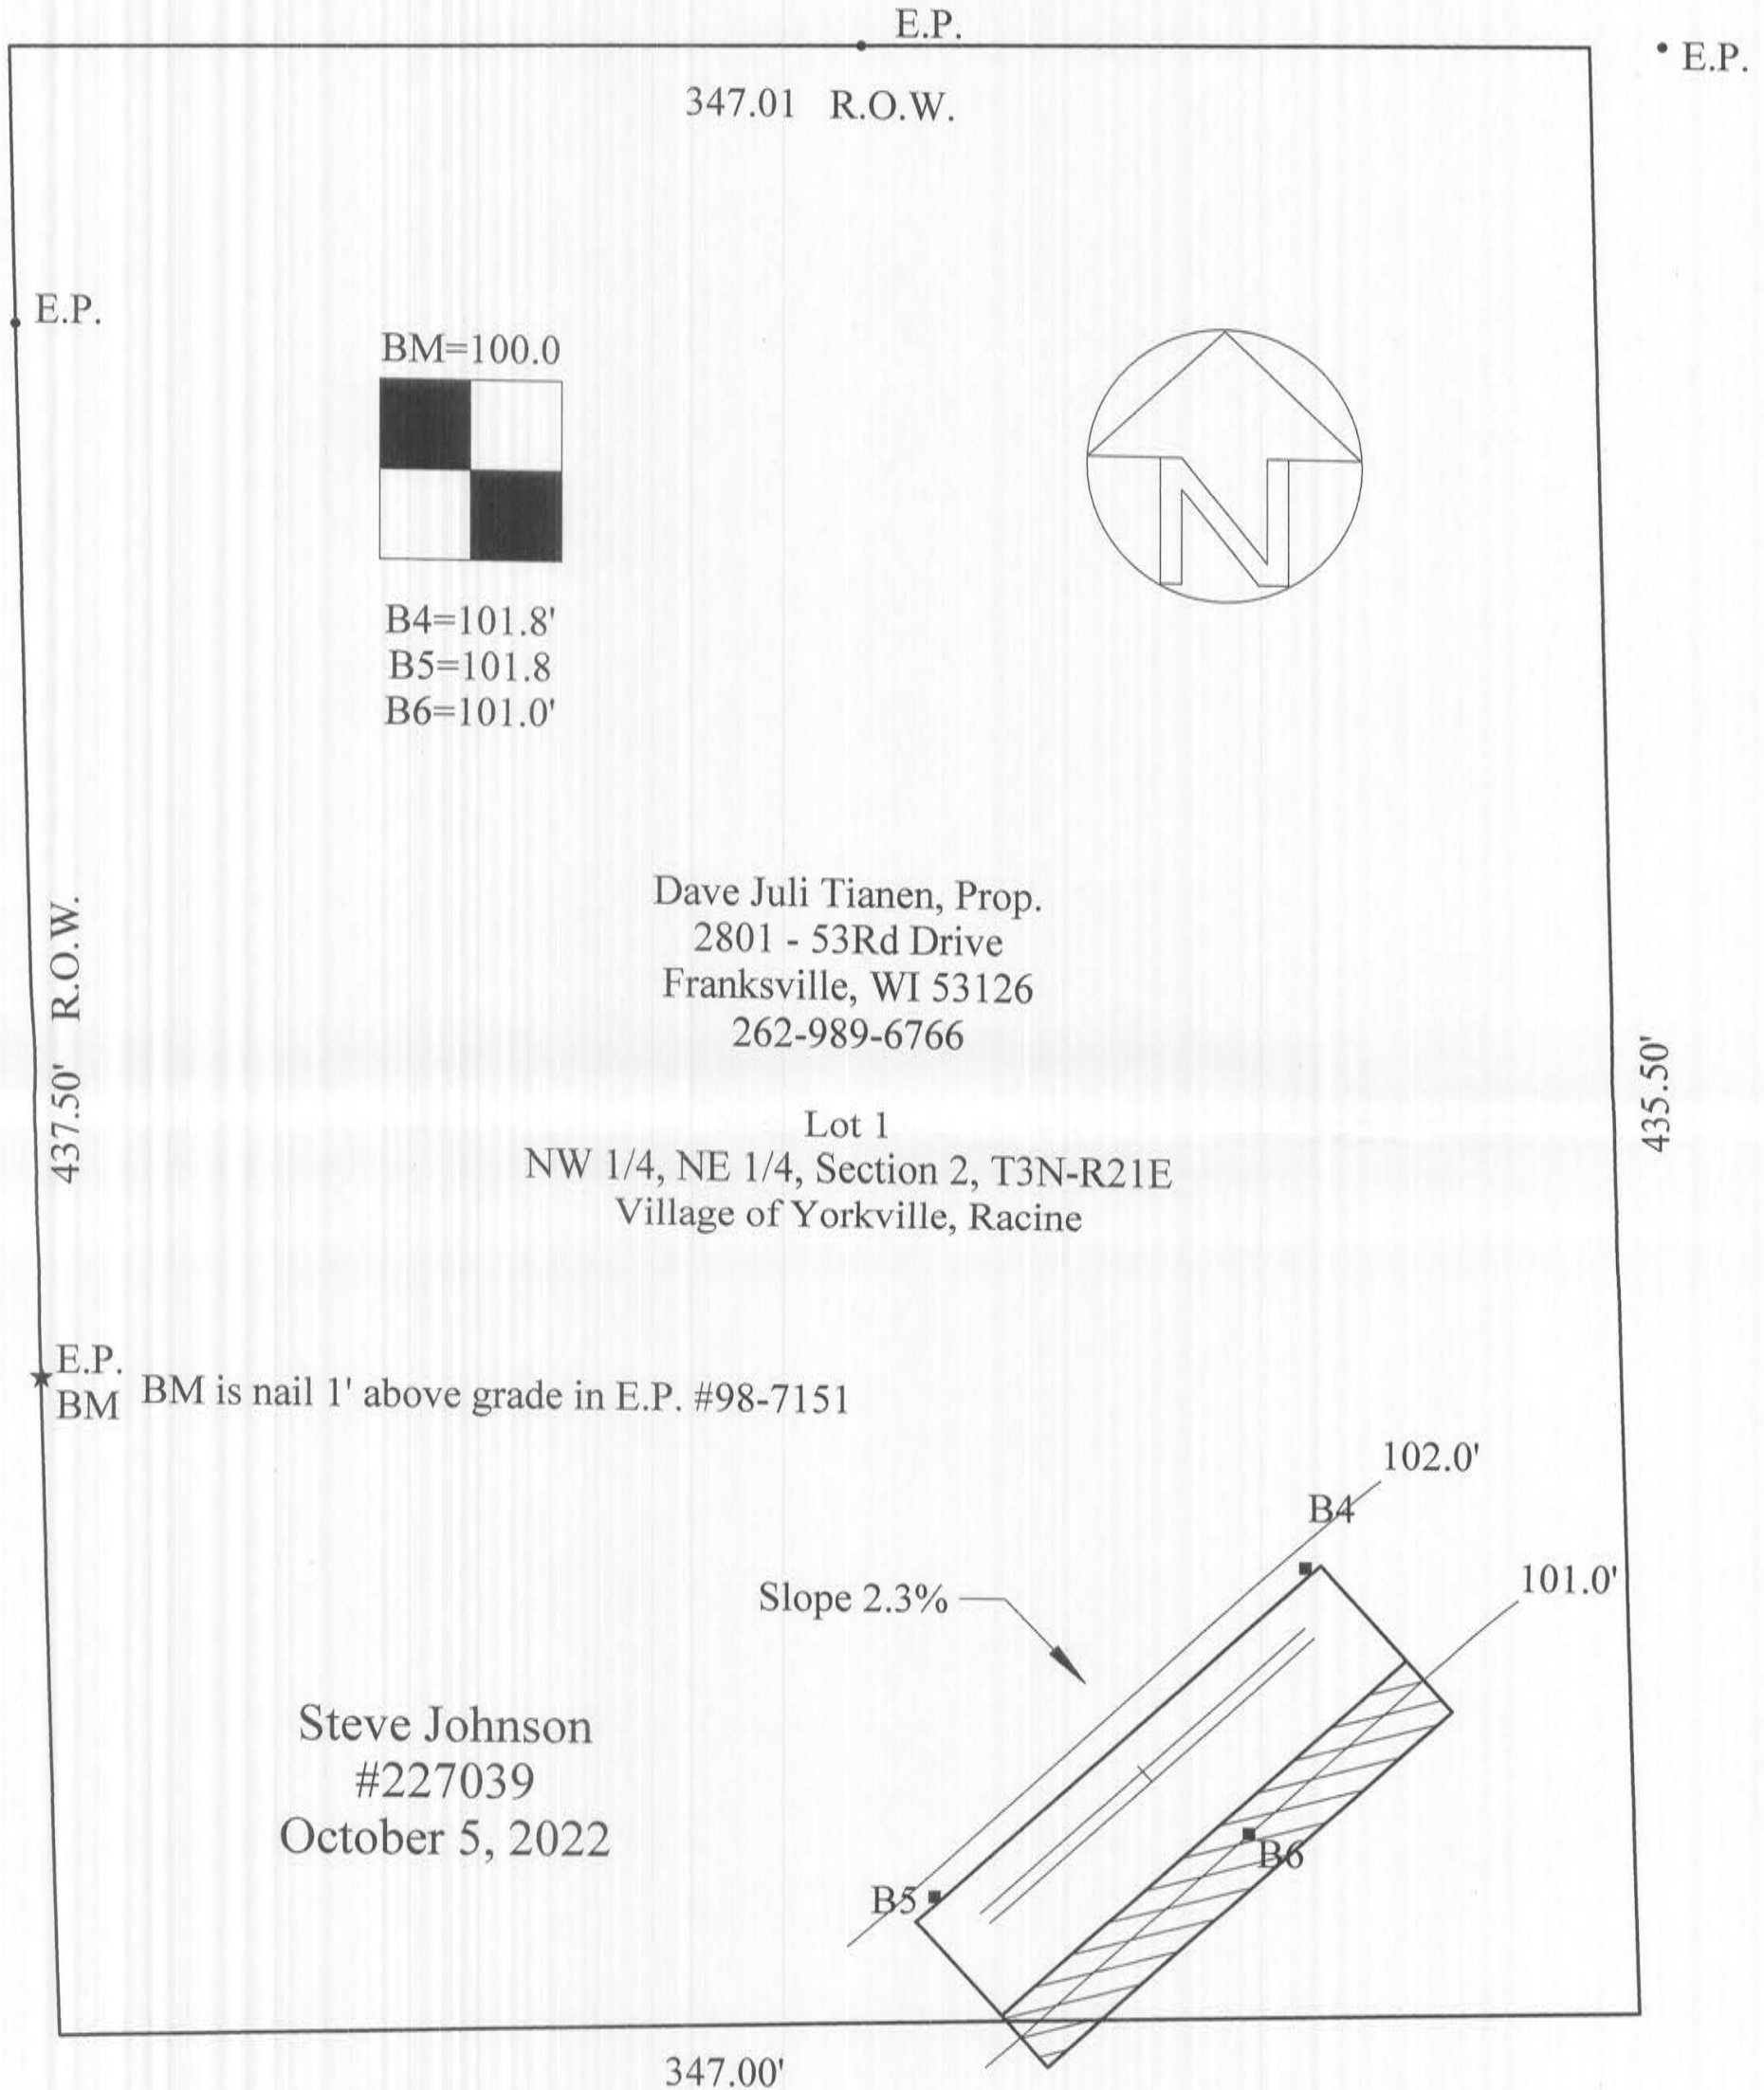 E.P.
E.P.
347.01 R.O.W.
E.P.
BM=100.0
N
B4=101.8'
B5=101.8
B6=101.0'
Dave Juli Tianen, Prop.
2801 - 53Rd Drive
Franksville, WI 53126
262-989-6766
437.50' R.O.W.
435.50'
Lot 1
NW 1/4, NE 1/4, Section 2, T3N-R21E
Village of Yorkville, Racine
E.P.
BM
BM is nail 1' above grade in E.P. #98-7151
102.0'
B4
101.0'
Slope 2.3%
Steve Johnson
#227039
October 5, 2022
B6
B5
347.00'